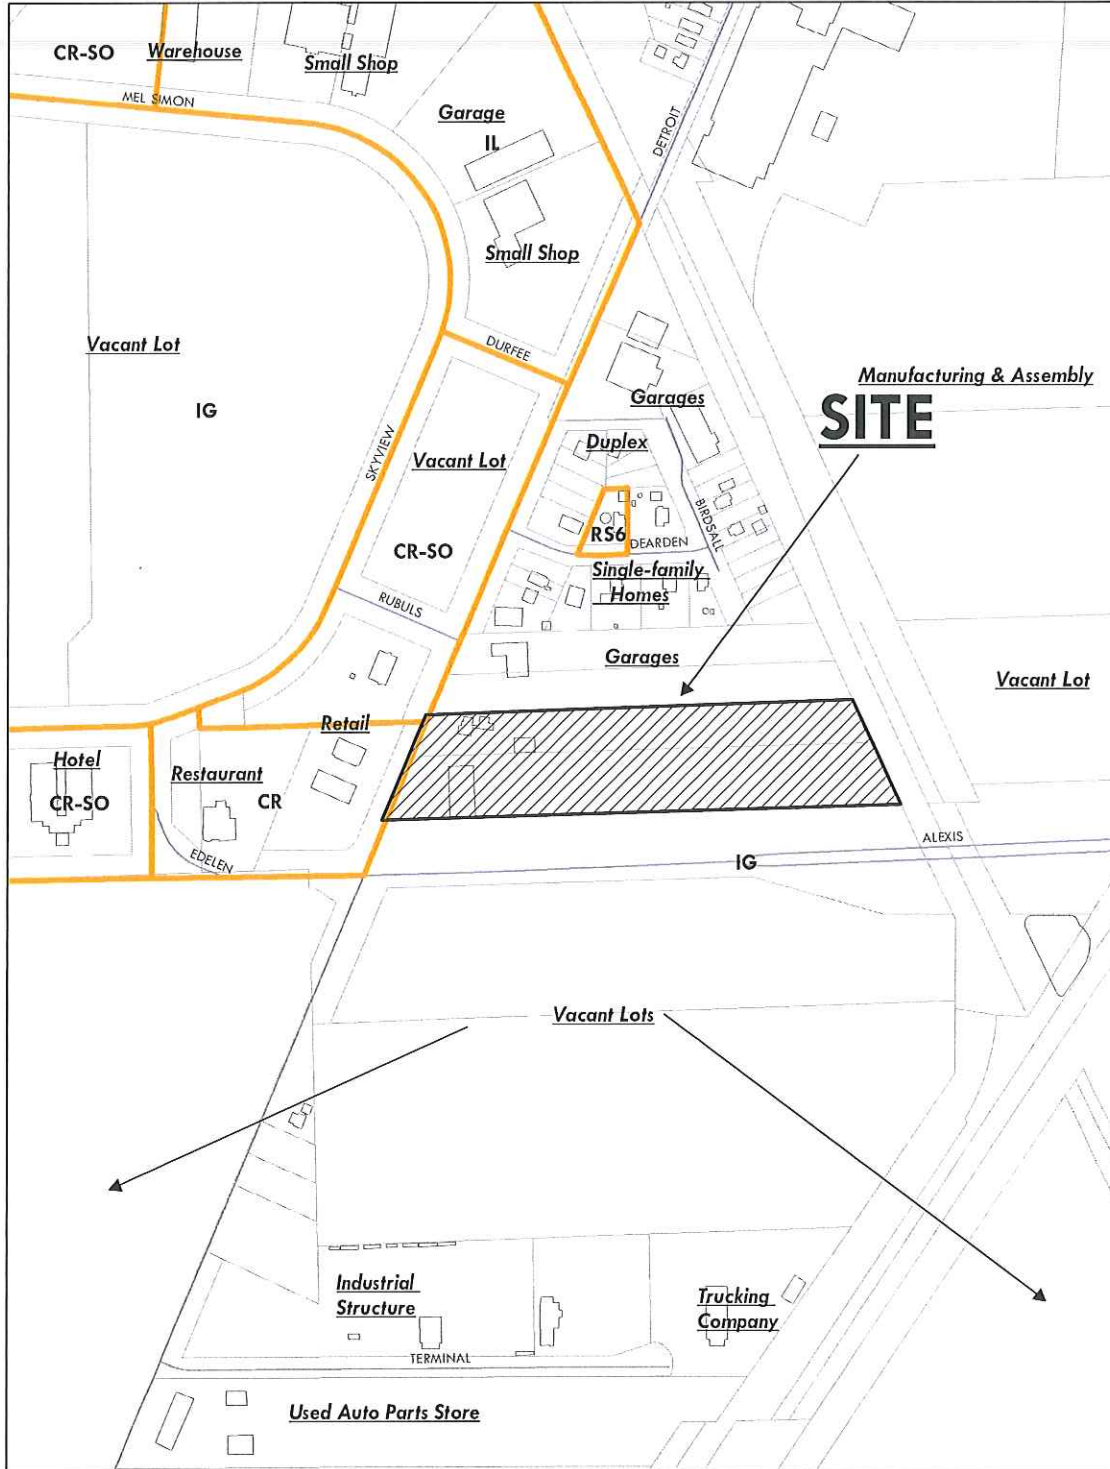 CR-SO
Warehouse
Small Shop
MEL SIMON
Garage
IL
DETROIT
Small Shop
Vacant Lot
DURFEE
Manufacturing & Assembly
SITE
IG
Garages
SKYVIEW
Duplex
Vacant Lot
BIRDSALL
RS6
DEARDEN
CR-SO
Single-family
Homes
RUBULS
Garages
Vacant Lot
Retail
Hotel
Restaurant
CR-SO
CR
ALEXIS
EDELEN
IG
Vacant Lots
Industrial
Structure
Trucking
Company
TERMINAL
Used Auto Parts Store